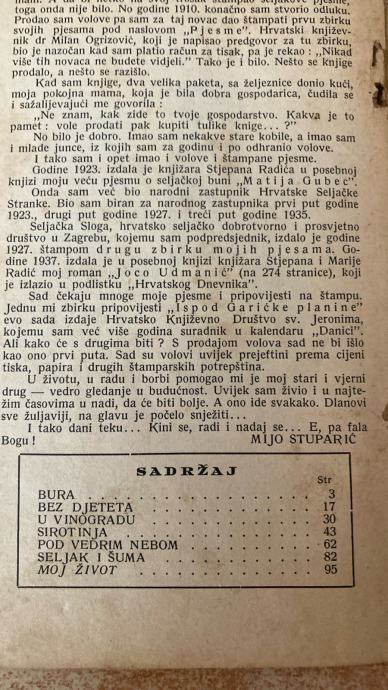 toga onda nije bilo. No godine 1910. konačno sam stvorio odluku.
Prodao sam volove pa sam za taj novac dao štampati prvu zbirku
svojih pjesama pod naslovom „Pjesme". Hrvatski književ-
nik dr Milan Ogrizović, koji je napisao predgovor za tu zbirku,
bio je nazočan kad sam platio račun za tisak, pa je rekao: „Nikad
više tih novaca ne budete vidjeli." Tako je i bilo. Nešto se knjige
prodalo, a nešto se razišlo.
Kad sam knjige, dva velika paketa, sa željeznice donio kući,
moja pokojna mama, koja je bila dobra gospodarica, čudila se
i sažalijevajući me govorila :
„Ne znam, kak zide to tvoje gospodarstvo. Kakva je to
pamet : vole prodati pak kupiti tulike knige... ?"
No bilo je dobro. Imao sam nekakve stare kobile, a imao sam
i mlade junce, iz kojih sam za godinu i po odhranio volove.
I tako sam i opet imao i volove i štampane pjesme.
Godine 1923. izdala je knjižara Stjepana Radića u posebnoj
knjizi moju veću pjesmu o seljačkoj buni „Matija Gubec".
Onda sam već bio narodni zastupnik Hrvatske Seljačke
Stranke. Bio sam biran za narodnog zastupnika prvi put godine
1923., drugi put godine 1927. i treći put godine 1935.
Seljačka Sloga, hrvatsko seljačko dobrotvorno i prosvjetno
društvo u Zagrebu, kojemu sam podpredsjednik, izdalo je godine
1927. štampom drugu zbirku mojih pjesama. Go-
dine 1937. izdala je u posebnoj knjizi knjižara Stjepana i Marije
Radić moj roman „Joco Udmanić" (na 274 stranice), koji
je izlazio u podlistku „Hrvatskog Dnevnika".
Sad čekaju mnoge moje pjesme i pripovijesti na štampu.
Jednu mi zbirku pripovijesti „Ispod Garićke planine"
evo sada izdaje Hrvatsko Književno Društvo sv. Jeronima,
kojemu sam već više godina suradnik u kalendaru „Danici".
Ali kako će s drugima biti ? S prodajom volova sad ne bi išlo
kao ono prvi puta. Sad su volovi uvijek prejeftini prema cijeni
tiska, papira i drugih štamparskih potrepština.
U životu, u radu i borbi pomogao mi je moj stari i vjerni
drug — vedro gledanje u budućnost. Uvijek sam živio i u najte-
žim časovima u nadi, da će biti bolje. A ono ide svakako. Dlanovi
sve žuljaviji, na glavu je počelo snježiti...
I tako dani teku... Kini se, radi i nadaj se... E, pa fala
Bogu !
MIJO STUPARIĆ
SADRŽAJ
Str
BURA . . . . . . . . . . . 3
BEZ DJETETA . . . . . . . . . 17
U VINOGRADU . . . . . . . . . 30
SIROTINJA . . . . . . . . . . 43
POD VEDRIM NEBOM . . . . . . . 62
SELJAK I ŠUMA . . . . . . . . 82
MOJ ŽIVOT . . . . . . . . . . 95